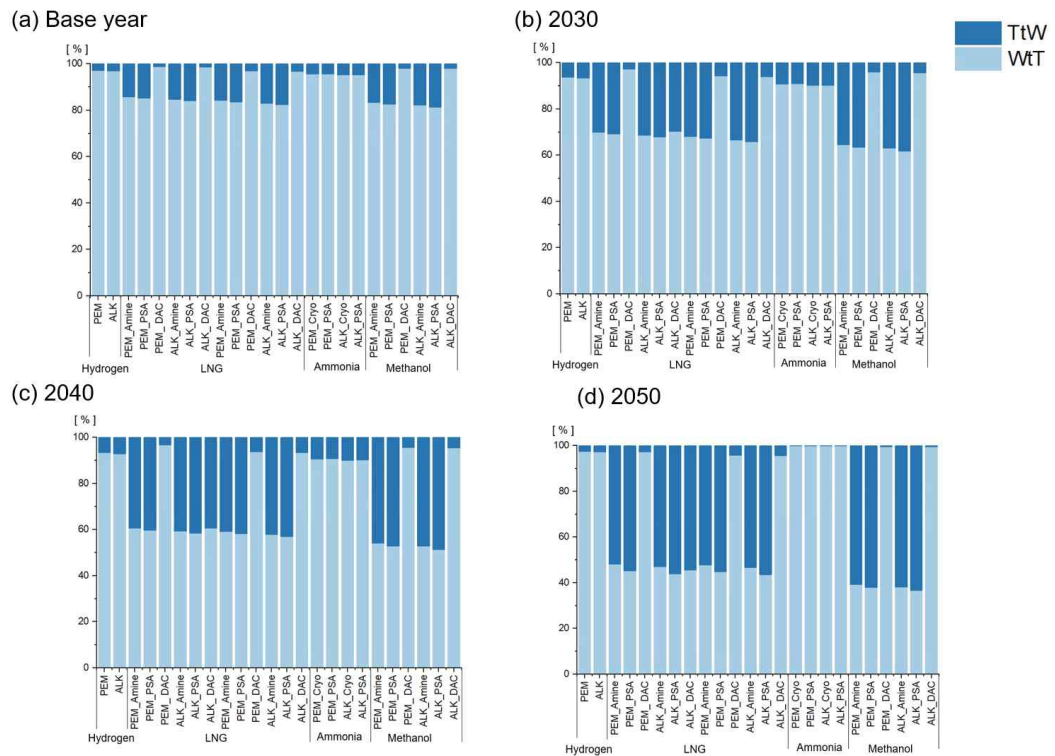 (a) Base year
[ % ]
100
80
60
40
20
0
PEM
ALK
PEM_Amine
PEM_PSA
PEM_DAC
ALK_Amine
ALK_PSA
ALK_DAC
PEM_Amine
PEM_PSA
PEM_DAC
ALK_Amine
ALK_PSA
ALK_DAC
PEM_Cryo
PEM_PSA
ALK_Cryo
ALK_PSA
PEM_Amine
PEM_PSA
PEM_DAC
ALK_Amine
ALK_PSA
ALK_DAC
Hydrogen LNG Ammonia Methanol
(b) 2030
[ % ]
100
80
60
40
20
0
PEM
ALK
PEM_Amine
PEM_PSA
PEM_DAC
ALK_Amine
ALK_PSA
ALK_DAC
PEM_Amine
PEM_PSA
PEM_DAC
ALK_Amine
ALK_PSA
ALK_DAC
PEM_Cryo
PEM_PSA
ALK_Cryo
ALK_PSA
PEM_Amine
PEM_PSA
PEM_DAC
ALK_Amine
ALK_PSA
ALK_DAC
Hydrogen LNG Ammonia Methanol
TtW
WtT
(c) 2040
[ % ]
100
80
60
40
20
0
PEM
ALK
PEM_Amine
PEM_PSA
PEM_DAC
ALK_Amine
ALK_PSA
ALK_DAC
PEM_Amine
PEM_PSA
PEM_DAC
ALK_Amine
ALK_PSA
ALK_DAC
PEM_Cryo
PEM_PSA
ALK_Cryo
ALK_PSA
PEM_Amine
PEM_PSA
PEM_DAC
ALK_Amine
ALK_PSA
ALK_DAC
Hydrogen LNG Ammonia Methanol
(d) 2050
[ % ]
100
80
60
40
20
0
PEM
ALK
PEM_Amine
PEM_PSA
PEM_DAC
ALK_Amine
ALK_PSA
ALK_DAC
PEM_Amine
PEM_PSA
PEM_DAC
ALK_Amine
ALK_PSA
ALK_DAC
PEM_Cryo
PEM_PSA
ALK_Cryo
ALK_PSA
PEM_Amine
PEM_PSA
PEM_DAC
ALK_Amine
ALK_PSA
ALK_DAC
Hydrogen LNG Ammonia Methanol